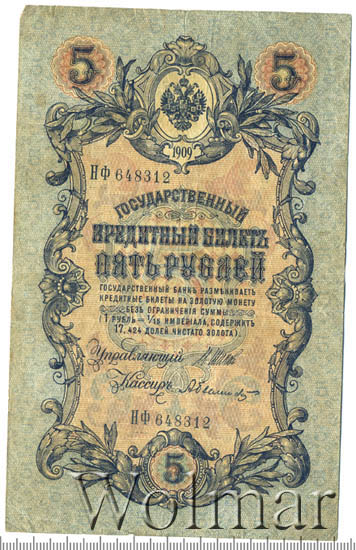 5 5
1909
НФ 648312
ГОСУДАРСТВЕННЫЙ
КРЕДИТНЫЙ БИЛЕТЪ
ПЯТЬ РУБЛЕЙ
ГОСУДАРСТВЕННЫЙ БАНКЪ РАЗМѢНИВАЕТЪ
КРЕДИТНЫЕ БИЛЕТЫ НА ЗОЛОТУЮ МОНЕТУ
БЕЗЪ ОГРАНИЧЕНІЯ СУММЫ
(1 РУБЛЬ = 1/15 ИМПЕРІАЛА, СОДЕРЖИТЪ
17,424 ДОЛЕЙ ЧИСТАГО ЗОЛОТА).
Управляющій
Кассиръ
НФ 648312
5
Wolmar